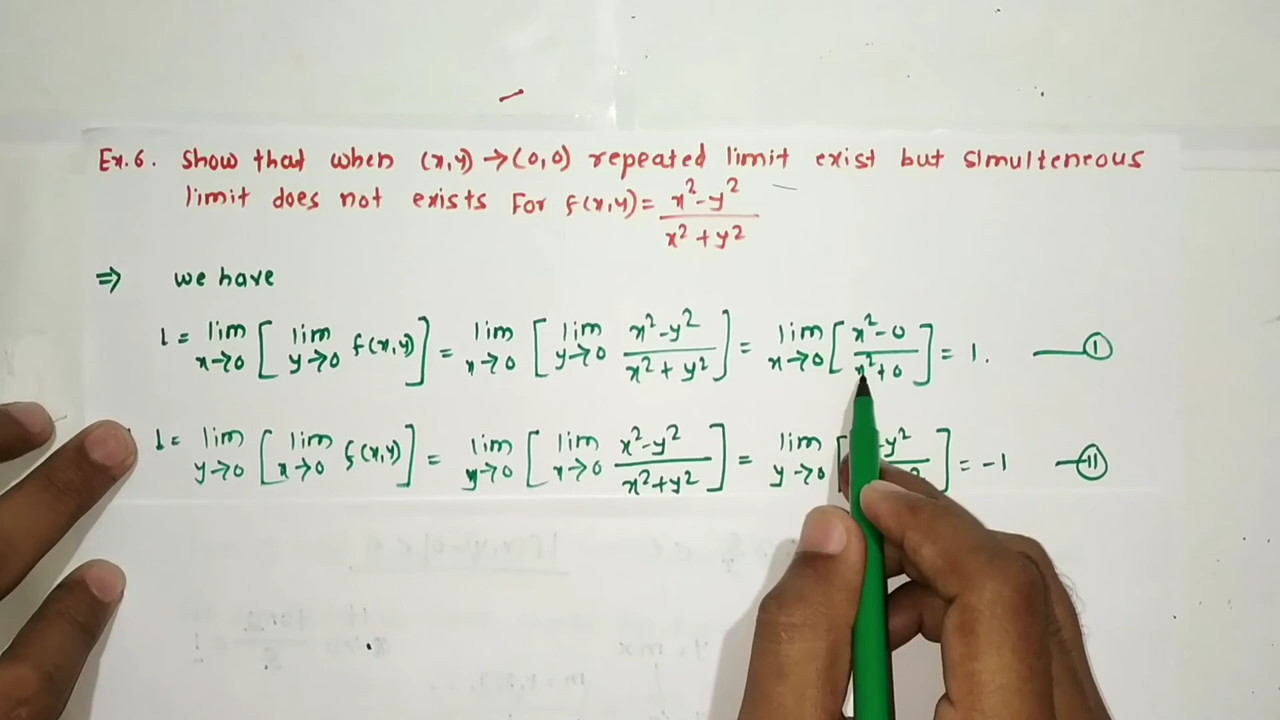 Ex.6. Show that when (x,y)→(0,0) repeated limit exist but simulteneous
limit does not exists For f(x,y)= x²-y² / x²+y²
⇒ we have
l = lim x→0 [ lim y→0 f(x,y) ] = lim x→0 [ lim y→0 x²-y² / x²+y² ] = lim x→0 [ x²-0 / x²+0 ] = 1. — I
l = lim y→0 [ lim x→0 f(x,y) ] = lim y→0 [ lim x→0 x²-y² / x²+y² ] = lim y→0 [ -y² ] = -1 — II